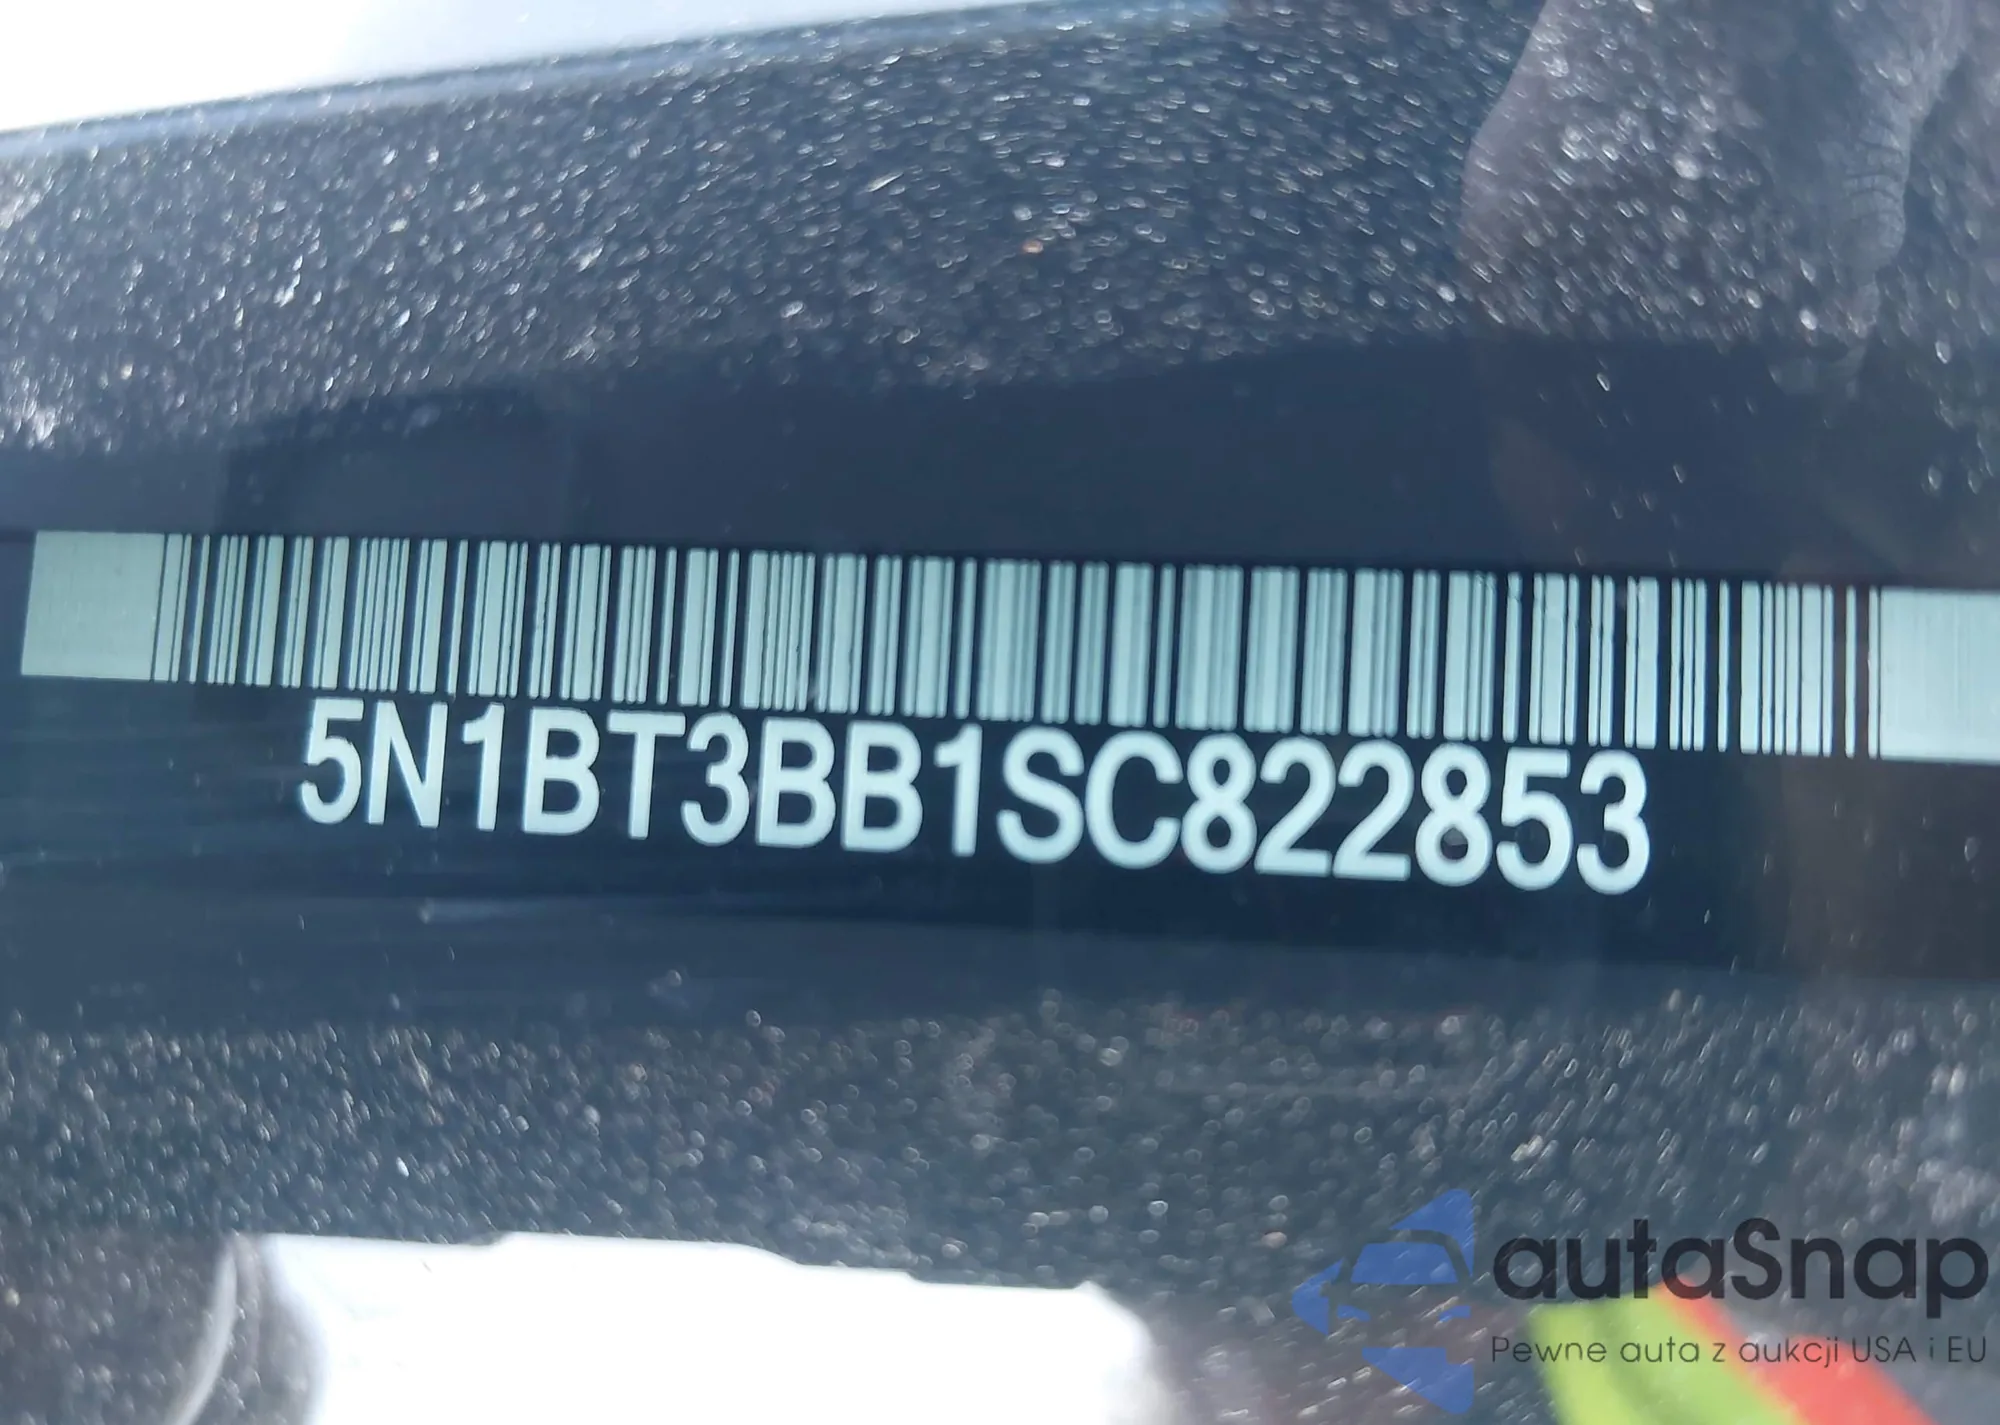 5N1BT3BB1SC822853
autaSnap
Pewne auta z aukcji USA i EU